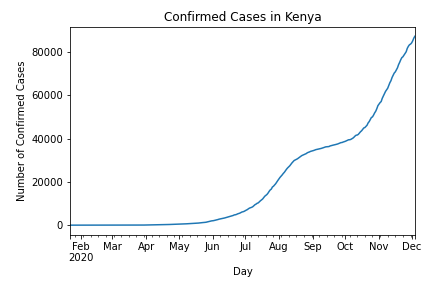 Confirmed Cases in Kenya
Number of Confirmed Cases
80000
60000
40000
20000
0
Feb Mar Apr May Jun Jul Aug Sep Oct Nov Dec
2020
Day